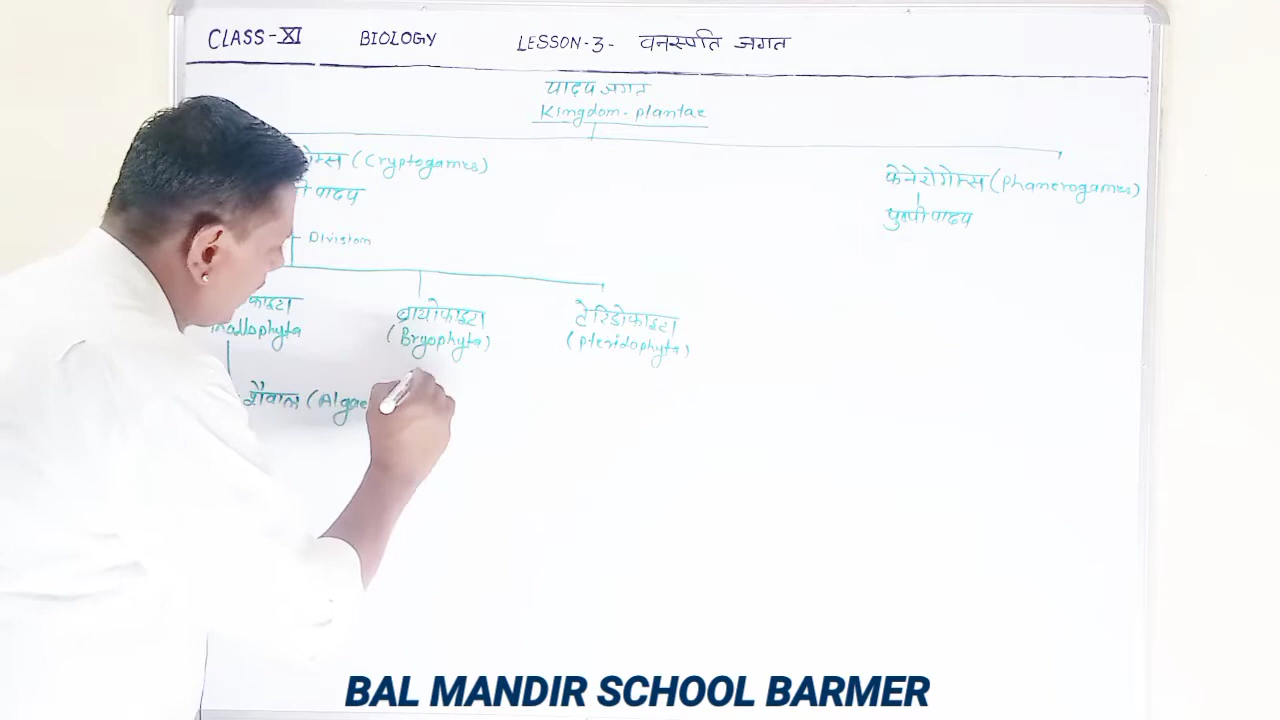 CLASS-XI BIOLOGY LESSON-3- वनस्पति जगत
पादप जगत
Kingdom-plantae
(Cryptogames)
पादप
फेनेरोगेम्स (Phanerogames)
पुष्पी पादप
Division
ब्रायोफाइटा
(Bryophyta)
टेरिडोफाइटा
(Pteridophyta)
शैवाल (Algae
BAL MANDIR SCHOOL BARMER